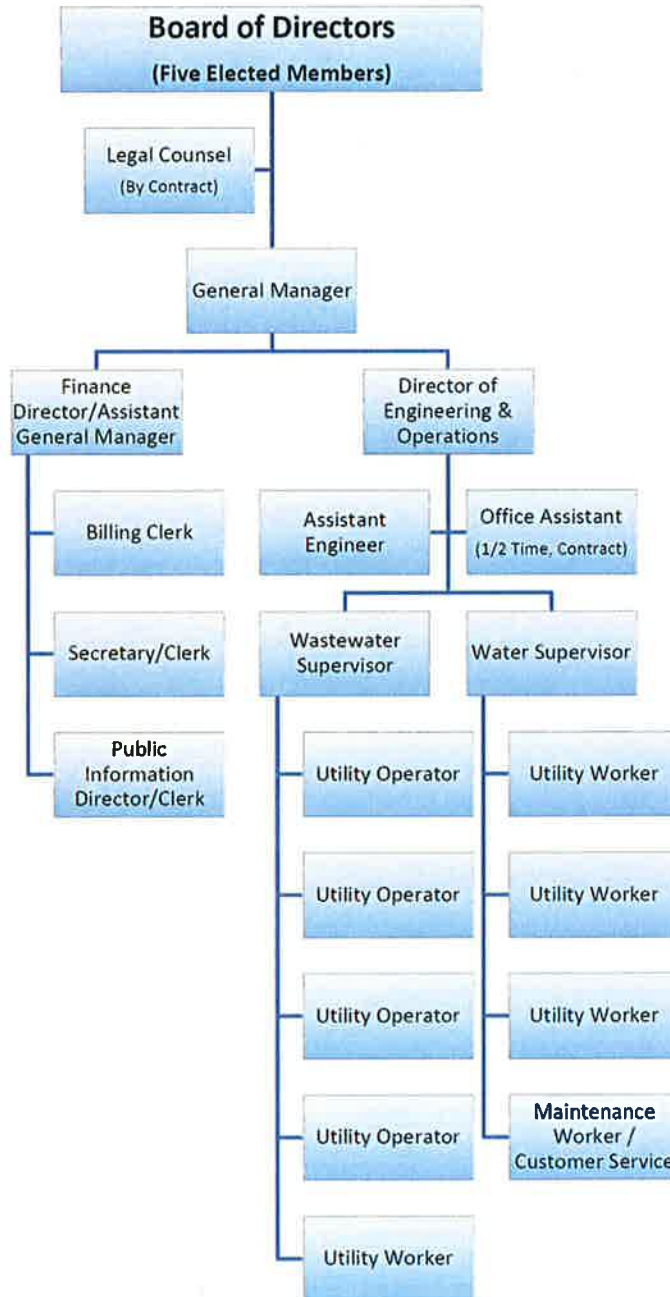 Board of Directors
(Five Elected Members)
Legal Counsel
(By Contract)
General Manager
Finance
Director/Assistant
General Manager
Director of
Engineering &
Operations
Billing Clerk
Secretary/Clerk
Public
Information
Director/Clerk
Assistant
Engineer
Office Assistant
(1/2 Time, Contract)
Wastewater
Supervisor
Utility Operator
Utility Operator
Utility Operator
Utility Operator
Utility Worker
Water Supervisor
Utility Worker
Utility Worker
Utility Worker
Maintenance
Worker /
Customer Service